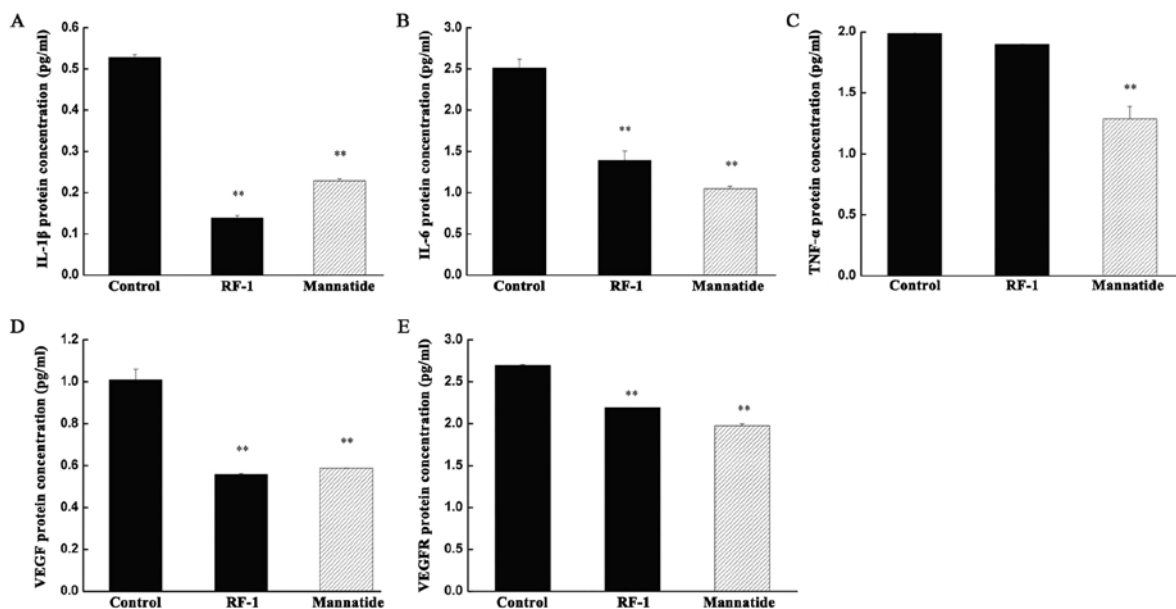 A
IL-1β protein concentration (pg/ml)
0.6
0.5
0.4
0.3
0.2
0.1
0.0
**
**
Control RF-1 Mannatide
B
IL-6 protein concentration (pg/ml)
3.0
2.5
2.0
1.5
1.0
0.5
0.0
**
**
Control RF-1 Mannatide
C
TNF-α protein concentration (pg/ml)
2.0
1.5
1.0
0.5
0.0
**
Control RF-1 Mannatide
D
VEGF protein concentration (pg/ml)
1.2
1.0
0.8
0.6
0.4
0.2
0.0
**
**
Control RF-1 Mannatide
E
VEGFR protein concentration (pg/ml)
3.0
2.5
2.0
1.5
1.0
0.5
0.0
**
**
Control RF-1 Mannatide